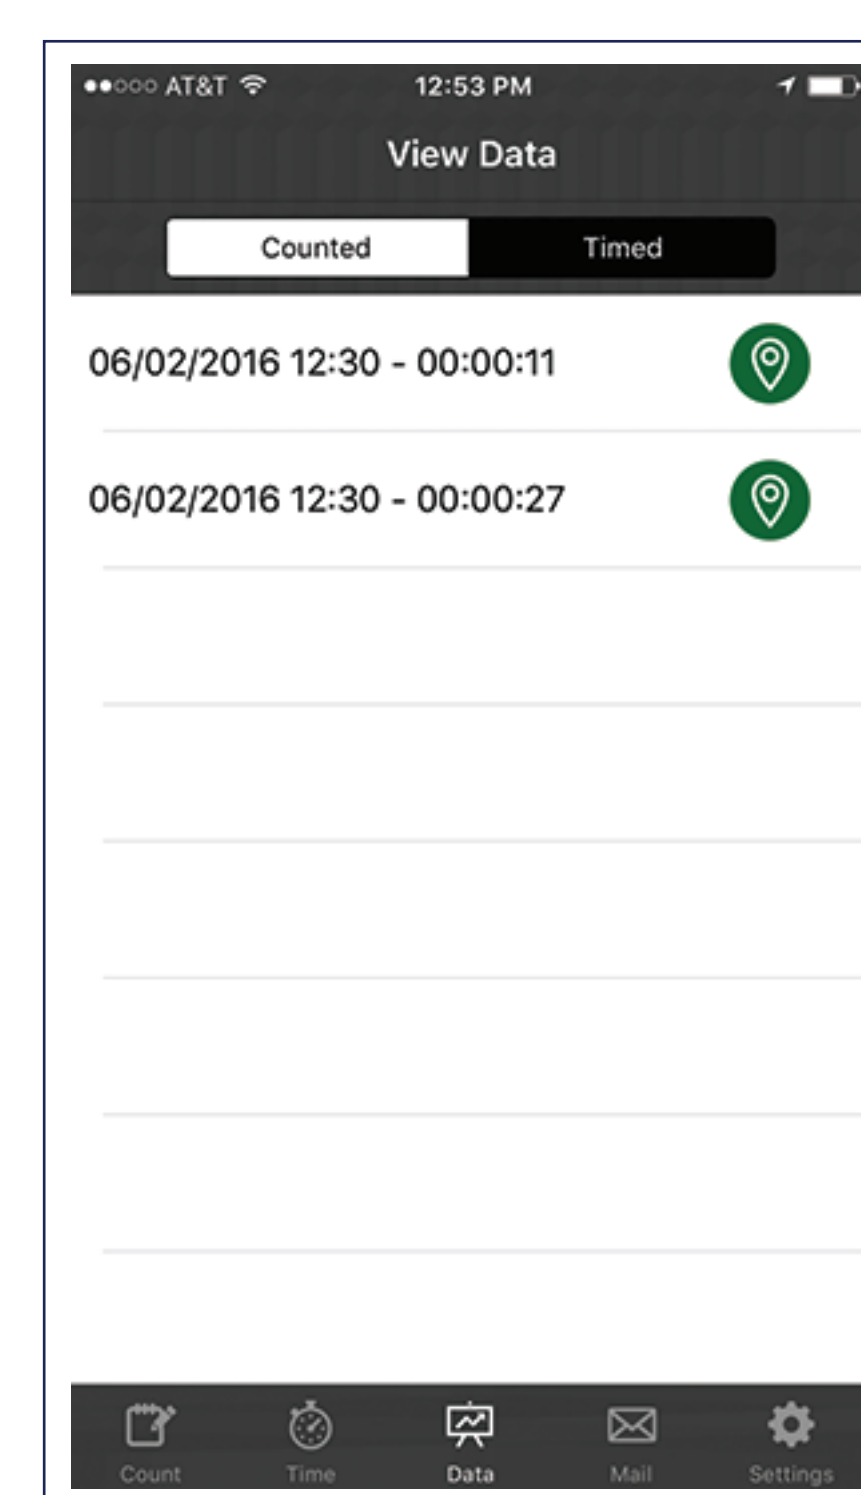 AT&T 12:53 PM
View Data
Counted Timed
06/02/2016 12:30 - 00:00:11
06/02/2016 12:30 - 00:00:27
Count Time Data Mail Settings